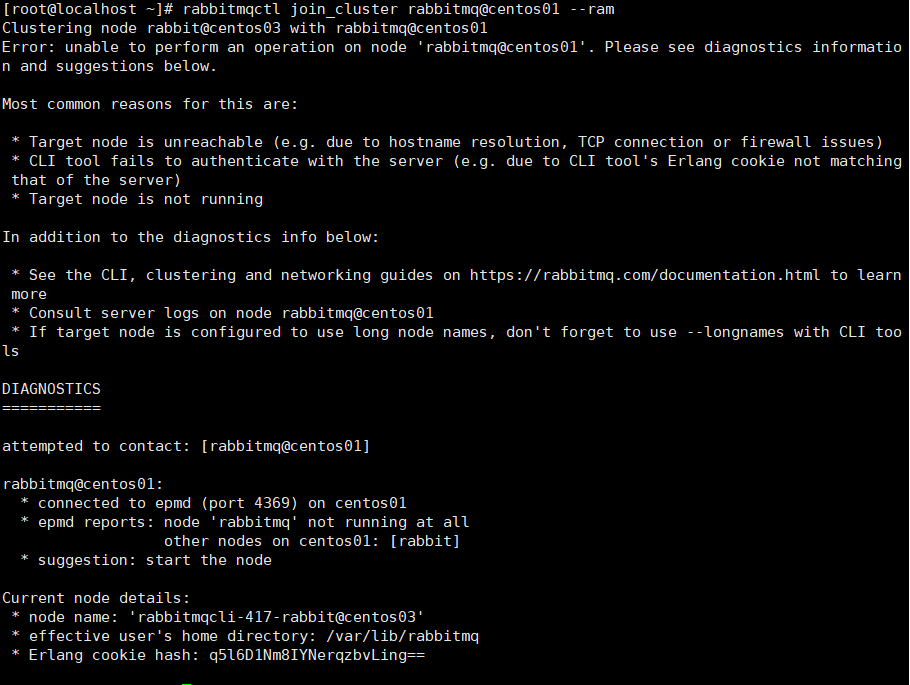 [root@localhost ~]# rabbitmqctl join_cluster rabbitmq@centos01 --ram
Clustering node rabbit@centos03 with rabbitmq@centos01
Error: unable to perform an operation on node 'rabbitmq@centos01'. Please see diagnostics informatio
n and suggestions below.
Most common reasons for this are:
* Target node is unreachable (e.g. due to hostname resolution, TCP connection or firewall issues)
* CLI tool fails to authenticate with the server (e.g. due to CLI tool's Erlang cookie not matching
that of the server)
* Target node is not running
In addition to the diagnostics info below:
* See the CLI, clustering and networking guides on https://rabbitmq.com/documentation.html to learn
more
* Consult server logs on node rabbitmq@centos01
* If target node is configured to use long node names, don't forget to use --longnames with CLI too
ls
DIAGNOSTICS
===========
attempted to contact: [rabbitmq@centos01]
rabbitmq@centos01:
* connected to epmd (port 4369) on centos01
* epmd reports: node 'rabbitmq' not running at all
other nodes on centos01: [rabbit]
* suggestion: start the node
Current node details:
* node name: 'rabbitmqcli-417-rabbit@centos03'
* effective user's home directory: /var/lib/rabbitmq
* Erlang cookie hash: q5l6D1Nm8IYNerqzbvLing==